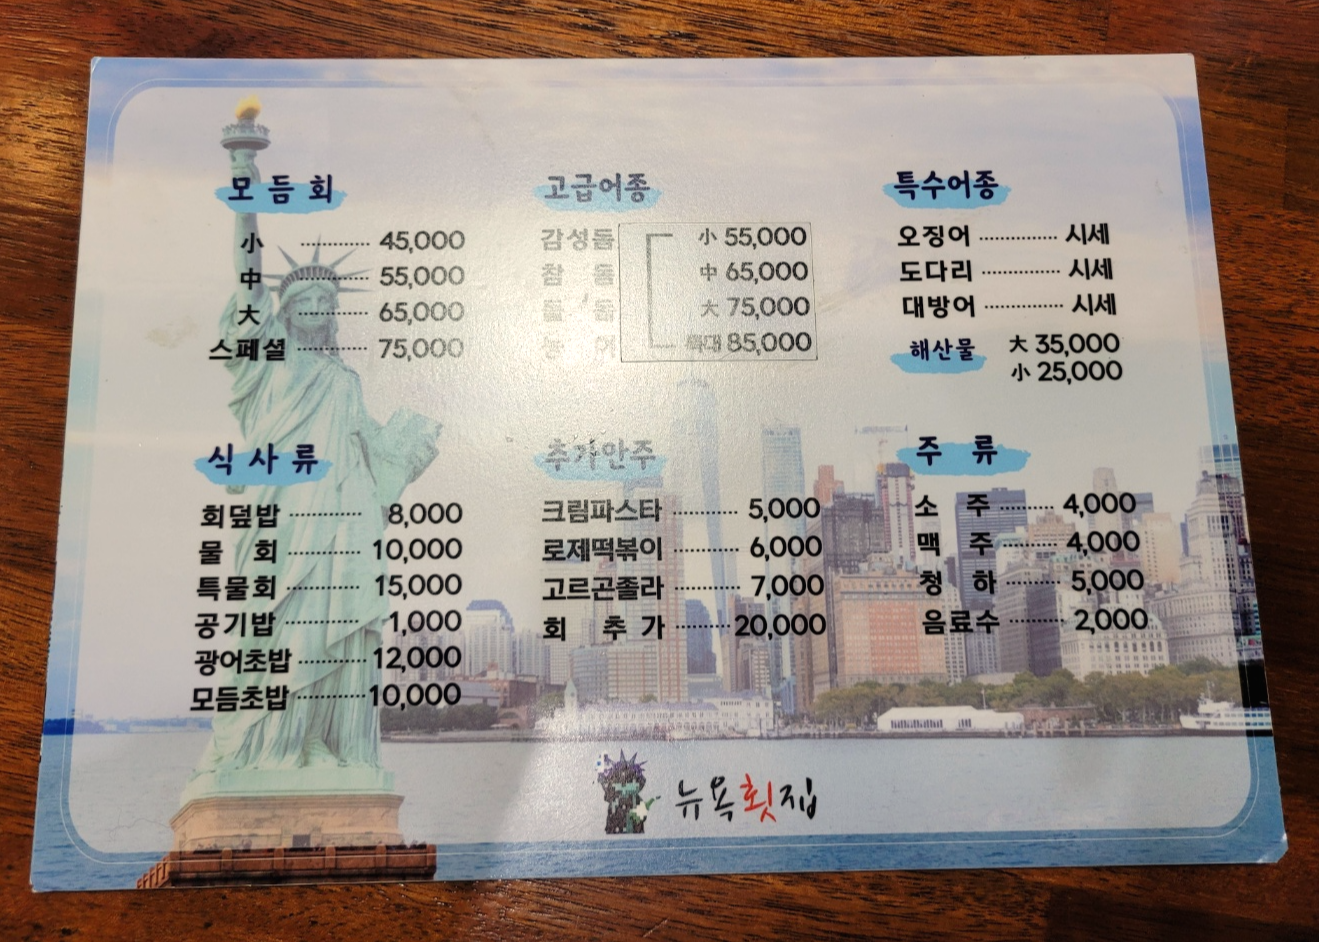 모듬회
小 ············ 45,000
中 ············ 55,000
大 ············ 65,000
스페셜 ············ 75,000
고급어종
감성돔
참 돔
돌 돔
농 어
小 55,000
中 65,000
大 75,000
특대 85,000
특수어종
오징어 ············ 시세
도다리 ············ 시세
대방어 ············ 시세
해산물 大 35,000
小 25,000
식사류
회덮밥 ············ 8,000
물 회 ············ 10,000
특물회 ············ 15,000
공기밥 ············ 1,000
광어초밥 ············ 12,000
모듬초밥 ············ 10,000
추가안주
크림파스타 ············ 5,000
로제떡볶이 ············ 6,000
고르곤졸라 ············ 7,000
회 추 가 ············ 20,000
주 류
소 주 ············ 4,000
맥 주 ············ 4,000
청 하 ············ 5,000
음료수 ············ 2,000
뉴욕횟집